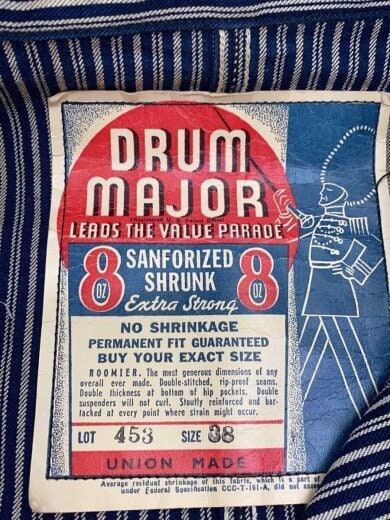 DRUM
MAJOR
(Registered U. S. Patent Office)
LEADS THE VALUE PARADE
8 OZ
SANFORIZED
SHRUNK
Extra Strong
8 OZ
NO SHRINKAGE
PERMANENT FIT GUARANTEED
BUY YOUR EXACT SIZE
ROOMIER. The most generous dimensions of any
overall ever made. Double-stitched, rip-proof seams.
Double thickness at bottom of hip pockets. Double
suspenders will not curl. Stoutly reinforced and bar-
tacked at every point where strain might occur.
LOT 453 SIZE 38
UNION MADE
Average residual shrinkage of this fabric, which is a part of
under Federal Specification CCC-T-191-A, did not exce